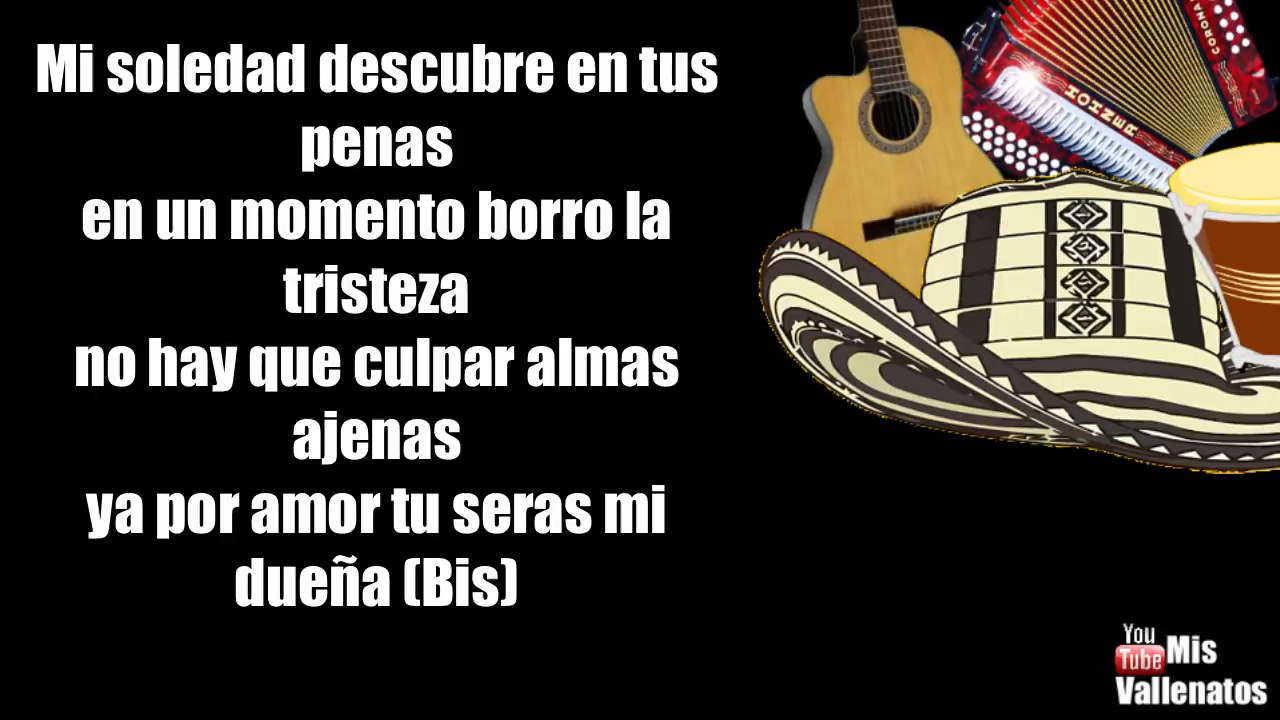 Mi soledad descubre en tus
penas
en un momento borro la
tristeza
no hay que culpar almas
ajenas
ya por amor tu seras mi
dueña (Bis)
HOHNER
CORONA
You
Tube Mis
Vallenatos